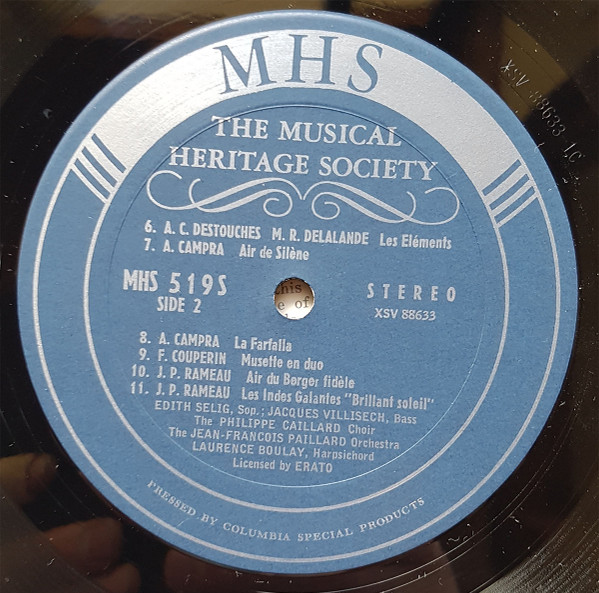 MHS
THE MUSICAL
HERITAGE SOCIETY
6. A. C. DESTOUCHES M. R. DELALANDE Les Eléments
7. A. CAMPRA Air de Silène
MHS 519S
SIDE 2
STEREO
XSV 88633
his
e of
8. A. CAMPRA La Farfalla
9. F. COUPERIN Musette en duo
10. J. P. RAMEAU Air du Berger fidèle
11. J. P. RAMEAU Les Indes Galantes "Brillant soleil"
EDITH SELIG, Sop.; JACQUES VILLISECH, Bass
The PHILIPPE CAILLARD Choir
The JEAN-FRANCOIS PAILLARD Orchestra
LAURENCE BOULAY, Harpsichord
Licensed by ERATO
PRESSED BY COLUMBIA SPECIAL PRODUCTS
XSV 88633 1C